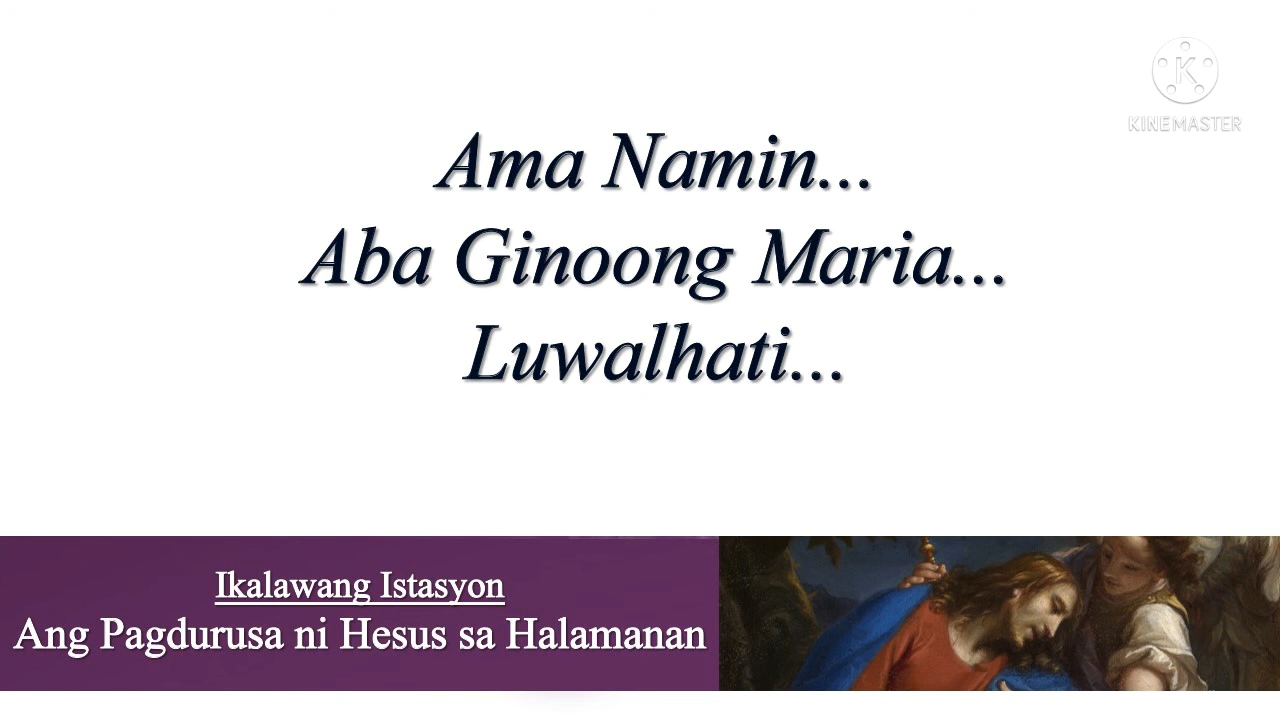 KINEMASTER
Ama Namin...
Aba Ginoong Maria...
Luwalhati...
Ikalawang Istasyon
Ang Pagdurusa ni Hesus sa Halamanan